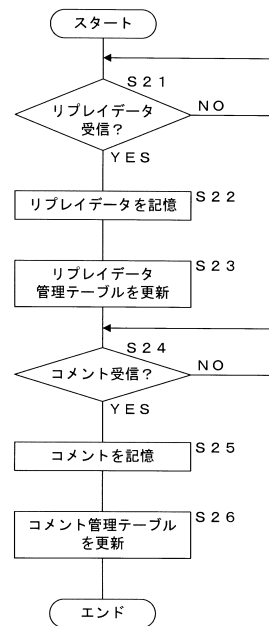 スタート
S21
リプレイデータ
受信？
NO
YES
S22
リプレイデータを記憶
S23
リプレイデータ
管理テーブルを更新
S24
コメント受信？
NO
YES
S25
コメントを記憶
S26
コメント管理テーブル
を更新
エンド